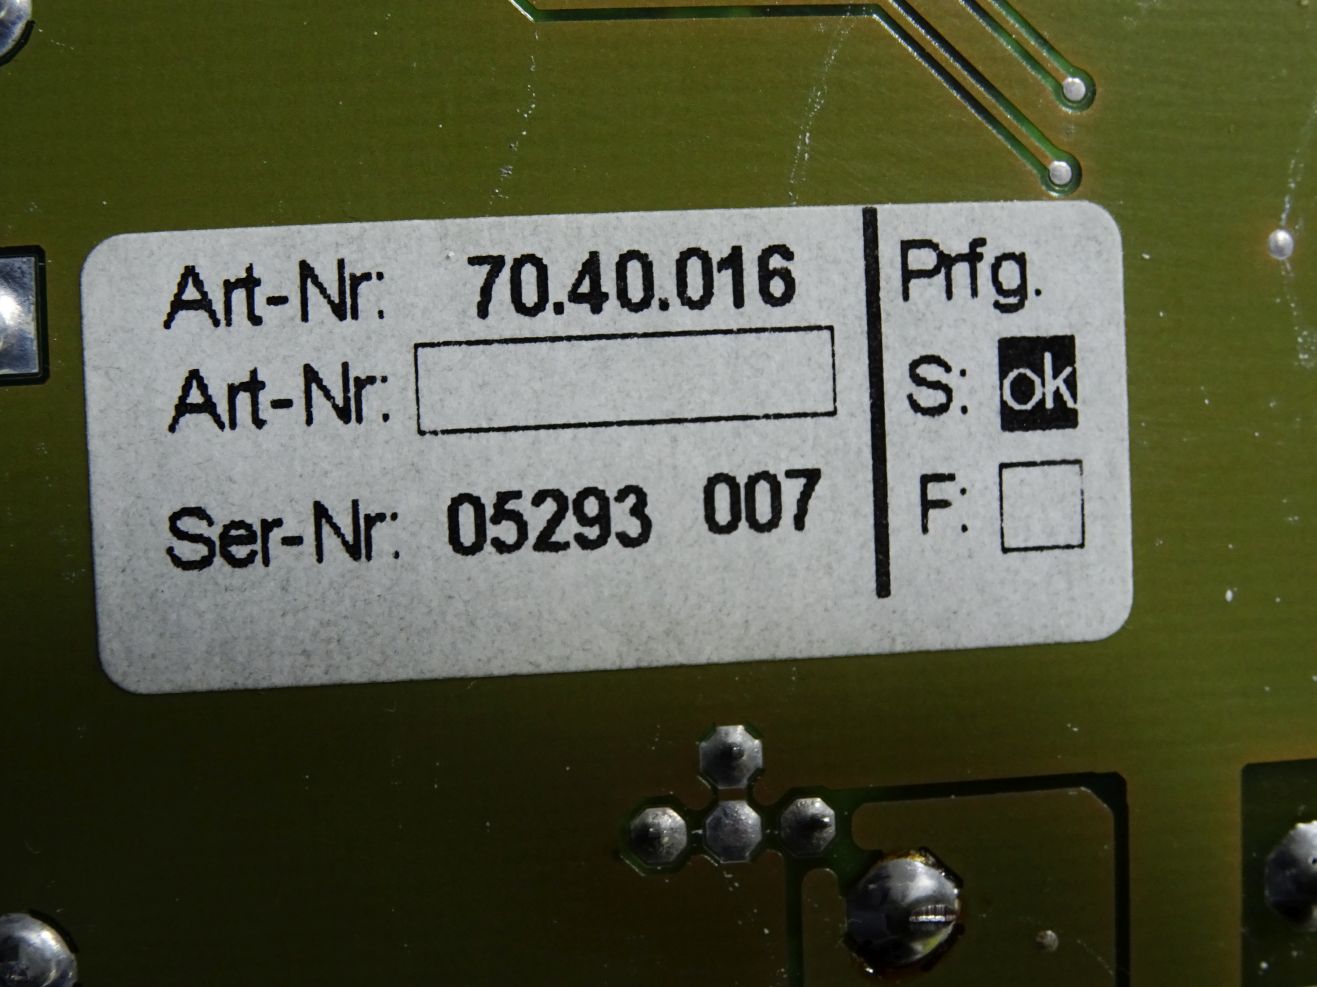 Art-Nr: 70.40.016
Art-Nr:
Ser-Nr: 05293 007
Prfg.
S: ok
F: